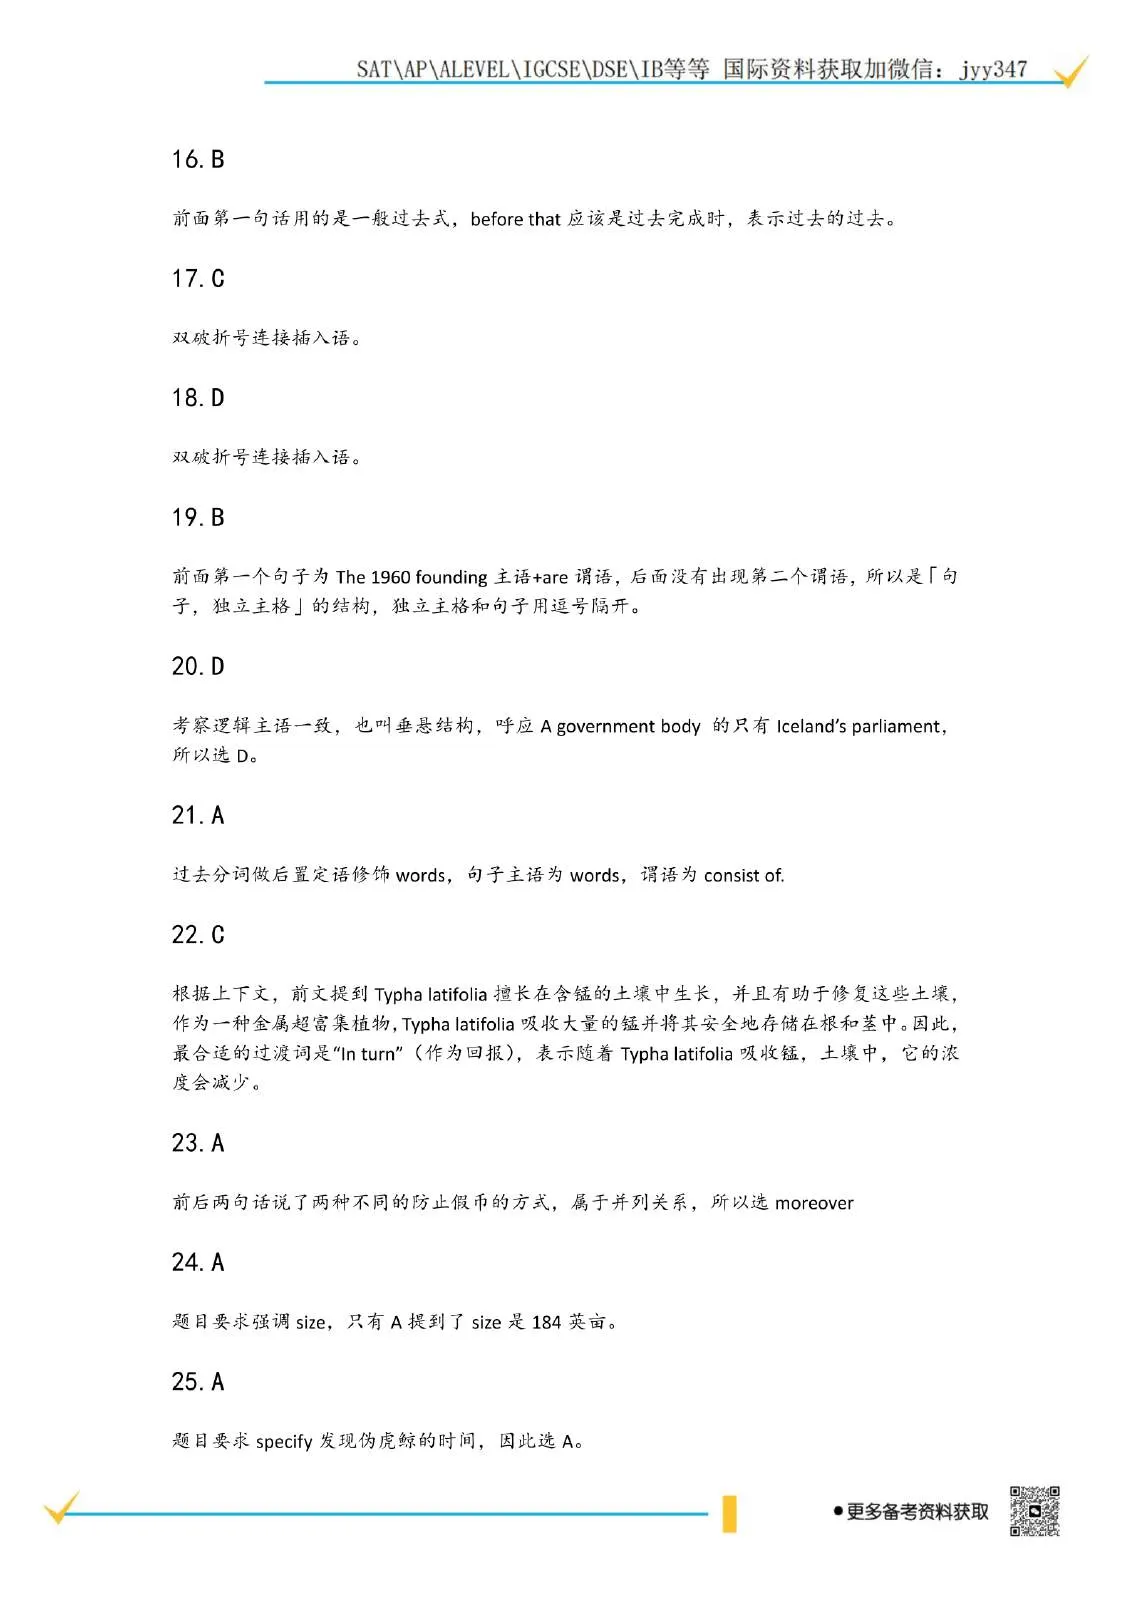 SAT\AP\ALEVEL\IGCSE\DSE\IB等等 国际资料获取加微信：jyy347
16. B
前面第一句话用的是一般过去式，before that 应该是过去完成时，表示过去的过去。
17. C
双破折号连接插入语。
18. D
双破折号连接插入语。
19. B
前面第一个句子为 The 1960 founding 主语+are 谓语，后面没有出现第二个谓语，所以是「句
子，独立主格」的结构，独立主格和句子用逗号隔开。
20. D
考察逻辑主语一致，也叫垂悬结构，呼应 A government body 的只有 Iceland’s parliament，
所以选 D。
21. A
过去分词做后置定语修饰 words，句子主语为 words，谓语为 consist of.
22. C
根据上下文，前文提到 Typha latifolia 擅长在含锰的土壤中生长，并且有助于修复这些土壤，
作为一种金属超富集植物，Typha latifolia 吸收大量的锰并将其安全地存储在根和茎中。因此，
最合适的过渡词是“In turn”（作为回报），表示随着 Typha latifolia 吸收锰，土壤中，它的浓
度会减少。
23. A
前后两句话说了两种不同的防止假币的方式，属于并列关系，所以选 moreover
24. A
题目要求强调 size，只有 A 提到了 size 是 184 英亩。
25. A
题目要求 specify 发现伪虎鲸的时间，因此选 A。
●更多备考资料获取